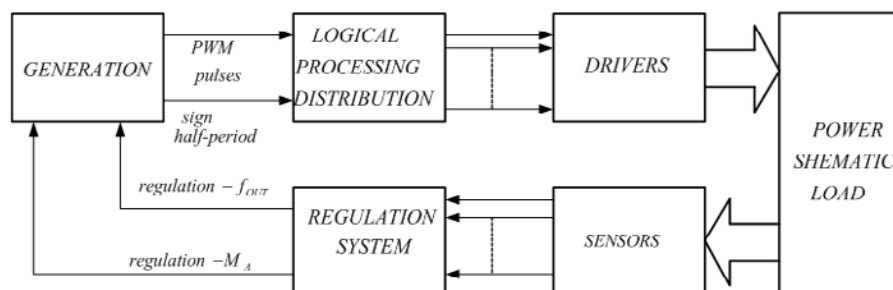 GENERATION
PWM
pulses
sign
half-period
LOGICAL
PROCESSING
DISTRIBUTION
DRIVERS
POWER
SHEMATIC
LOAD
regulation - f_OUT
regulation -M_A
REGULATION
SYSTEM
SENSORS